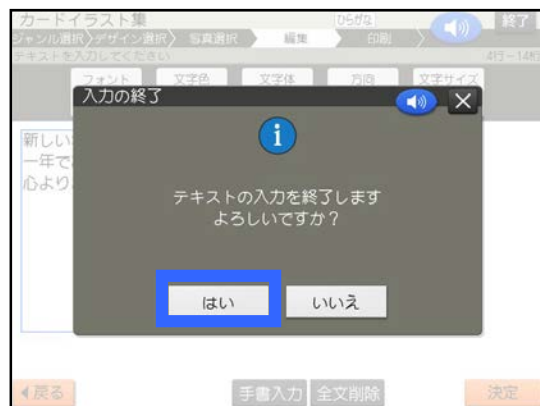 カードイラスト集
ひらがな
終了
ジャンル選択
デザイン選択
写真選択
編集
印刷
テキストを入力してください
4行-14桁
フォント
文字色
文字体
方向
文字サイズ
入力の終了
新しい
一年で
心より
テキストの入力を終了します
よろしいですか？
はい
いいえ
戻る
手書入力
全文削除
決定